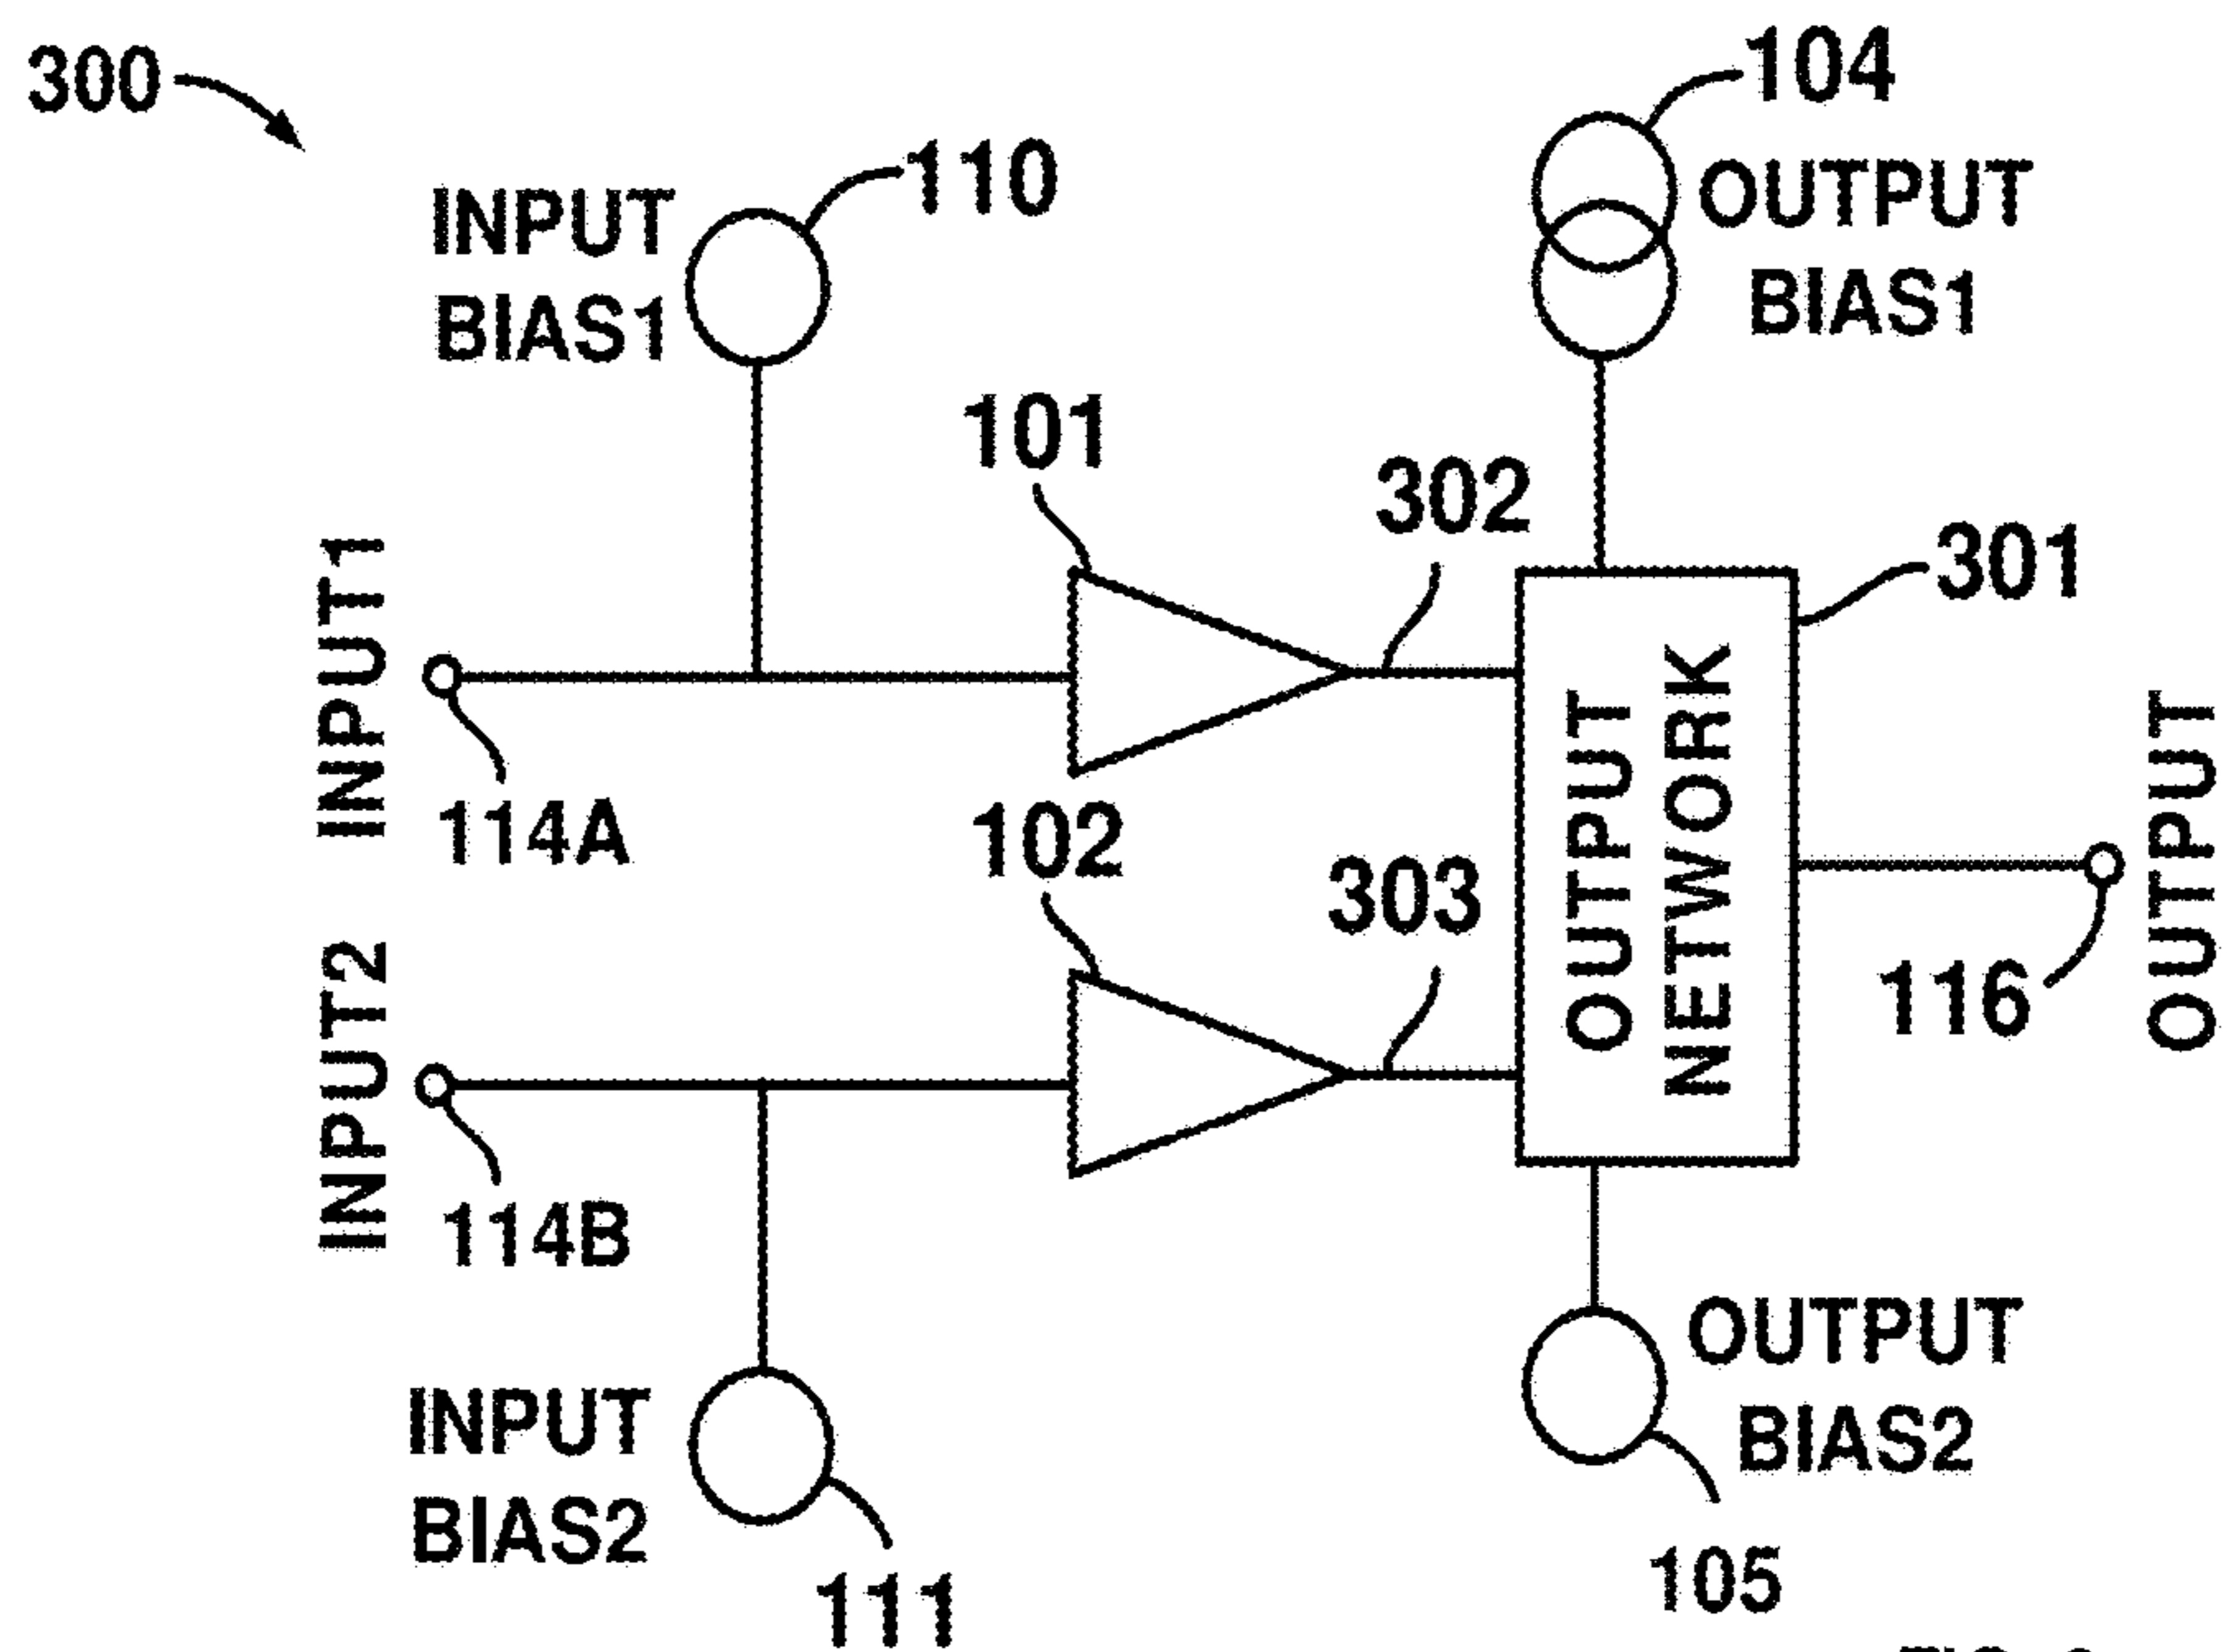 300
104
110
INPUT
BIAS1
OUTPUT
BIAS1
101
302
301
INPUT1
114A
102
303
OUTPUT
NETWORK
OUTPUT
116
INPUT2
114B
INPUT
BIAS2
111
OUTPUT
BIAS2
105